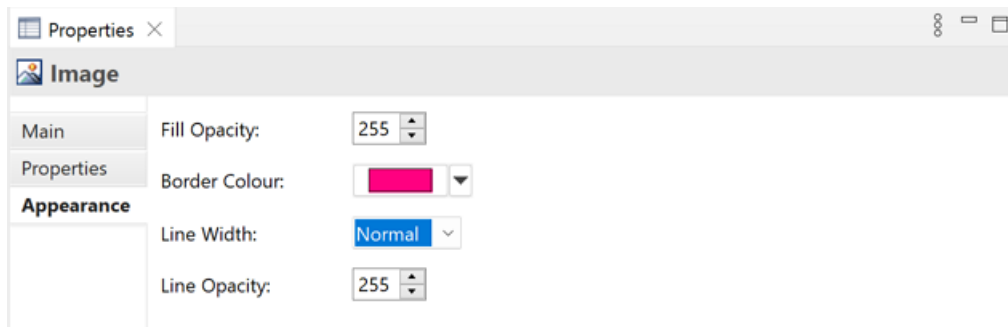 Properties
Image
Main
Properties
Appearance
Fill Opacity: 255
Border Colour:
Line Width: Normal
Line Opacity: 255